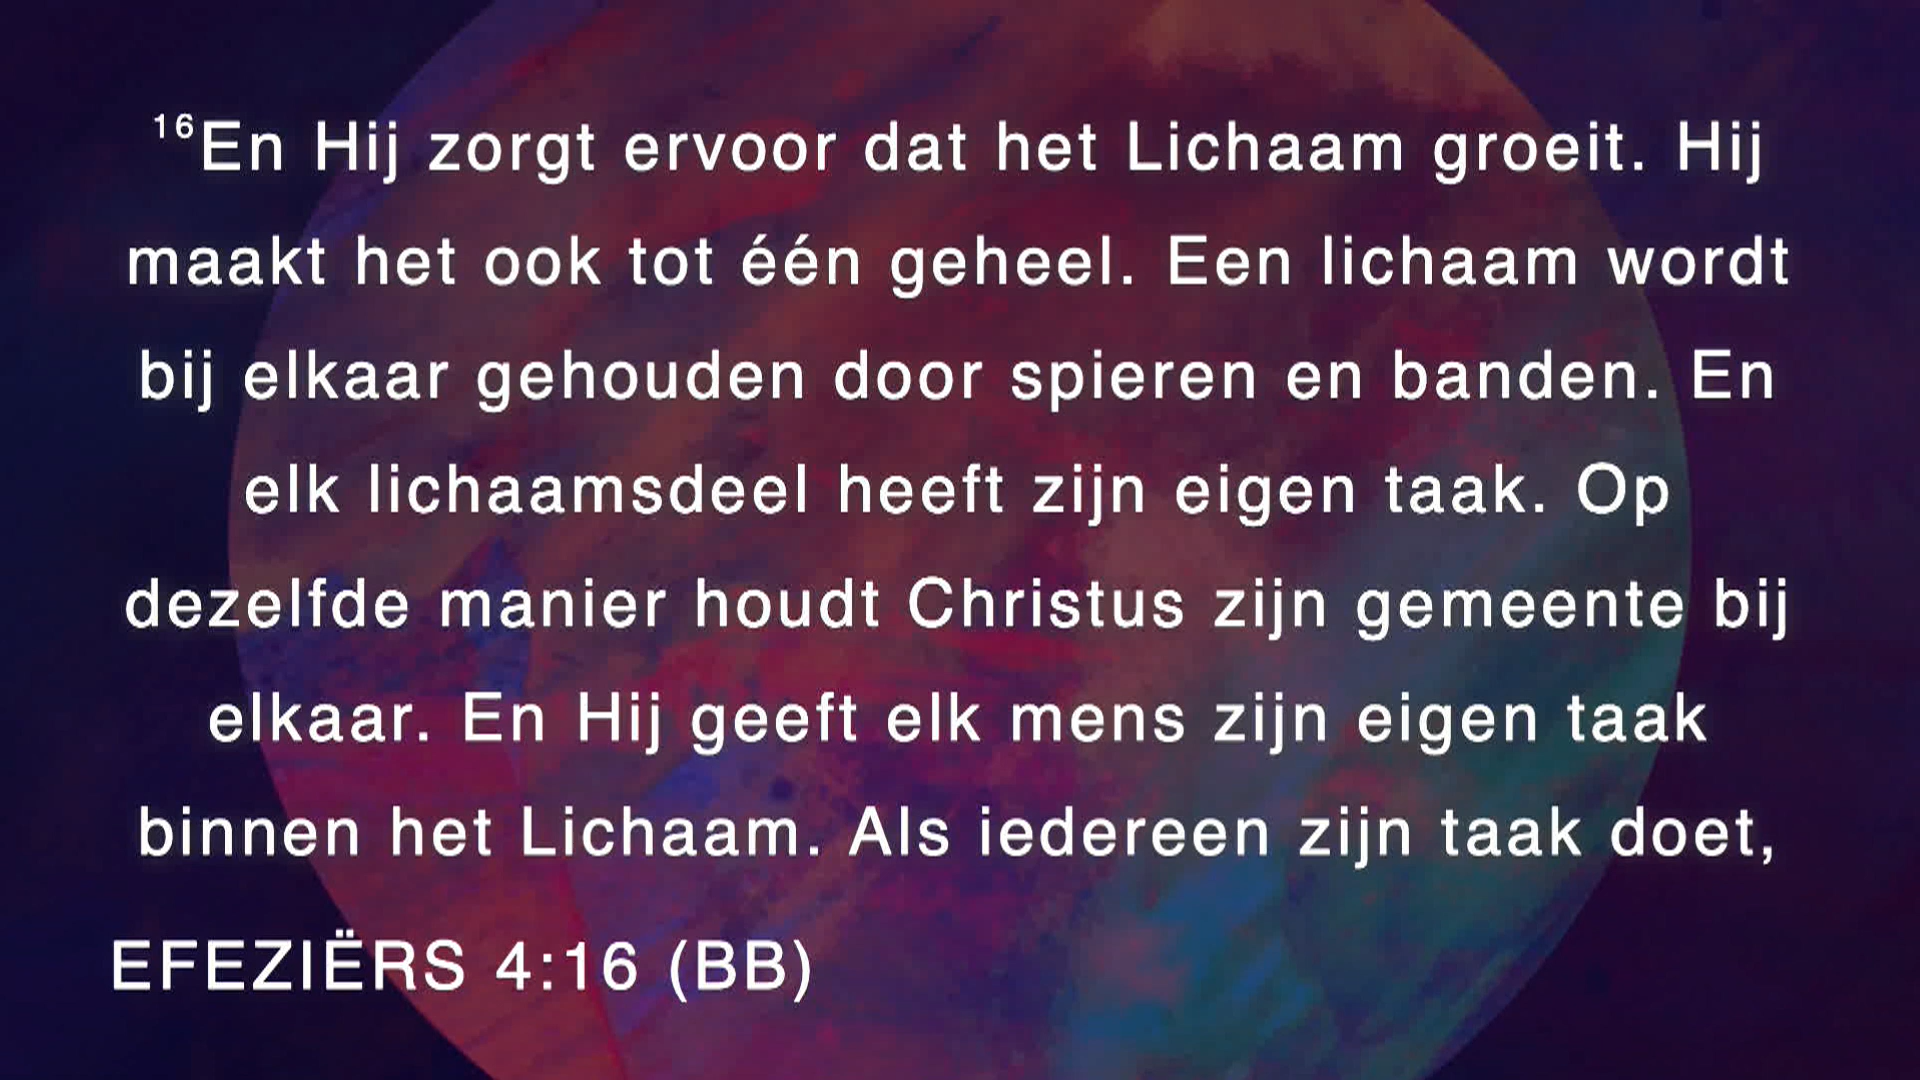 ¹⁶En Hij zorgt ervoor dat het Lichaam groeit. Hij
maakt het ook tot één geheel. Een lichaam wordt
bij elkaar gehouden door spieren en banden. En
elk lichaamsdeel heeft zijn eigen taak. Op
dezelfde manier houdt Christus zijn gemeente bij
elkaar. En Hij geeft elk mens zijn eigen taak
binnen het Lichaam. Als iedereen zijn taak doet,
EFEZIËRS 4:16 (BB)